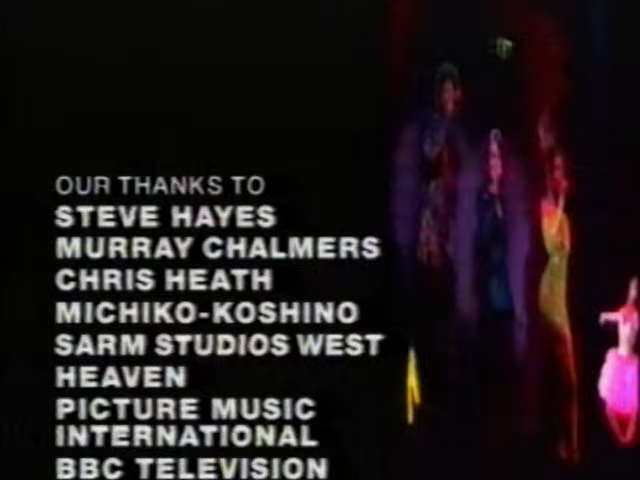 OUR THANKS TO
STEVE HAYES
MURRAY CHALMERS
CHRIS HEATH
MICHIKO-KOSHINO
SARM STUDIOS WEST
HEAVEN
PICTURE MUSIC
INTERNATIONAL
BBC TELEVISION